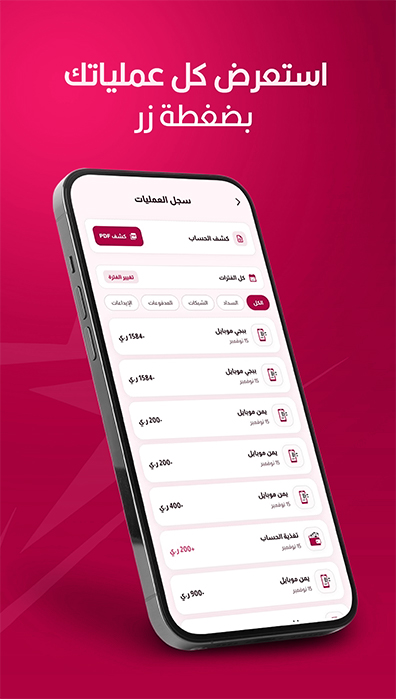 استعرض كل عملياتك
بضغطة زر
سجل العمليات
كشف الحساب
كشف PDF
كل الفترات
تغيير الفترة
الكل
السداد
الشبكات
المدفوعات
الإيداعات
ببجي موبايل
15 نوفمبر
-1584 ر.ي
ببجي موبايل
15 نوفمبر
-1584 ر.ي
يمن موبايل
15 نوفمبر
-200 ر.ي
يمن موبايل
15 نوفمبر
-200 ر.ي
يمن موبايل
15 نوفمبر
-400 ر.ي
تغذية الحساب
15 نوفمبر
+200 ر.ي
يمن موبايل
15 نوفمبر
-900 ر.ي